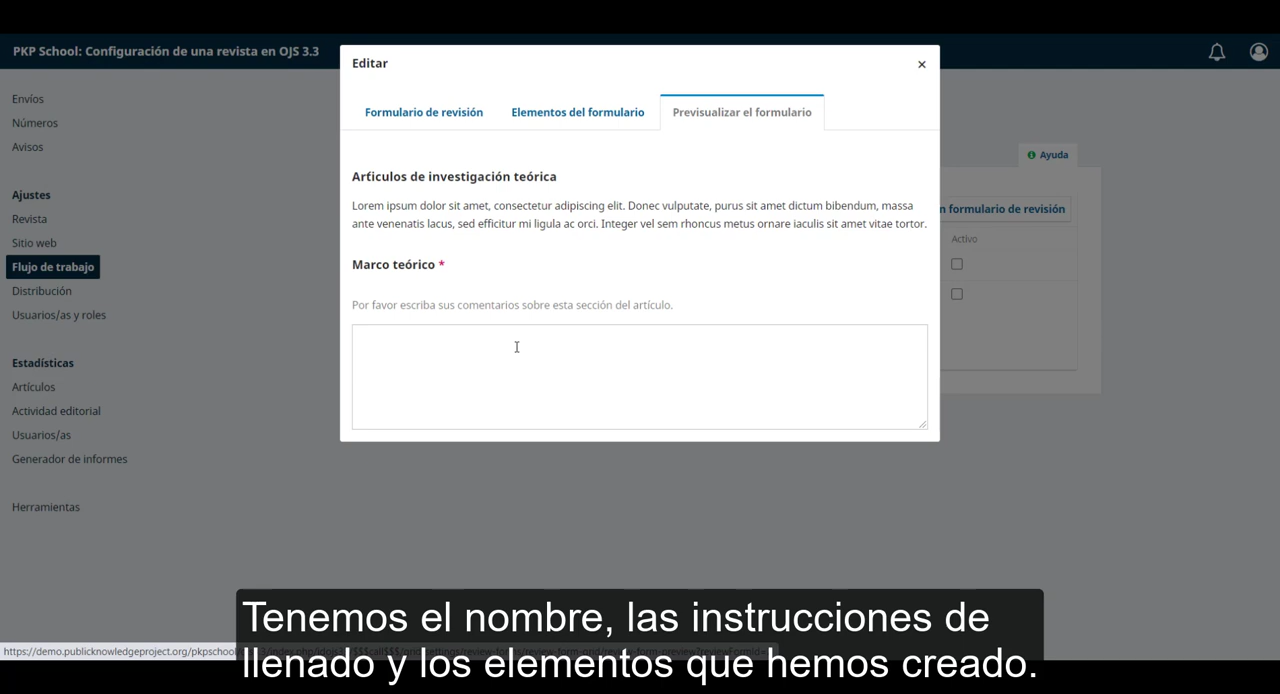 PKP School: Configuración de una revista en OJS 3.3
Envíos
Números
Avisos
Ajustes
Revista
Sitio web
Flujo de trabajo
Distribución
Usuarios/as y roles
Estadísticas
Artículos
Actividad editorial
Usuarios/as
Generador de informes
Herramientas
Editar
×
Formulario de revisión
Elementos del formulario
Previsualizar el formulario
Artículos de investigación teórica
Lorem ipsum dolor sit amet, consectetur adipiscing elit. Donec vulputate, purus sit amet dictum bibendum, massa
ante venenatis lacus, sed efficitur mi ligula ac orci. Integer vel sem rhoncus metus ornare iaculis sit amet vitae tortor.
Marco teórico *
Por favor escriba sus comentarios sobre esta sección del artículo.
Ayuda
n formulario de revisión
Activo
Tenemos el nombre, las instrucciones de
llenado y los elementos que hemos creado.
https://demo.publicknowledgeproject.org/pkpschool